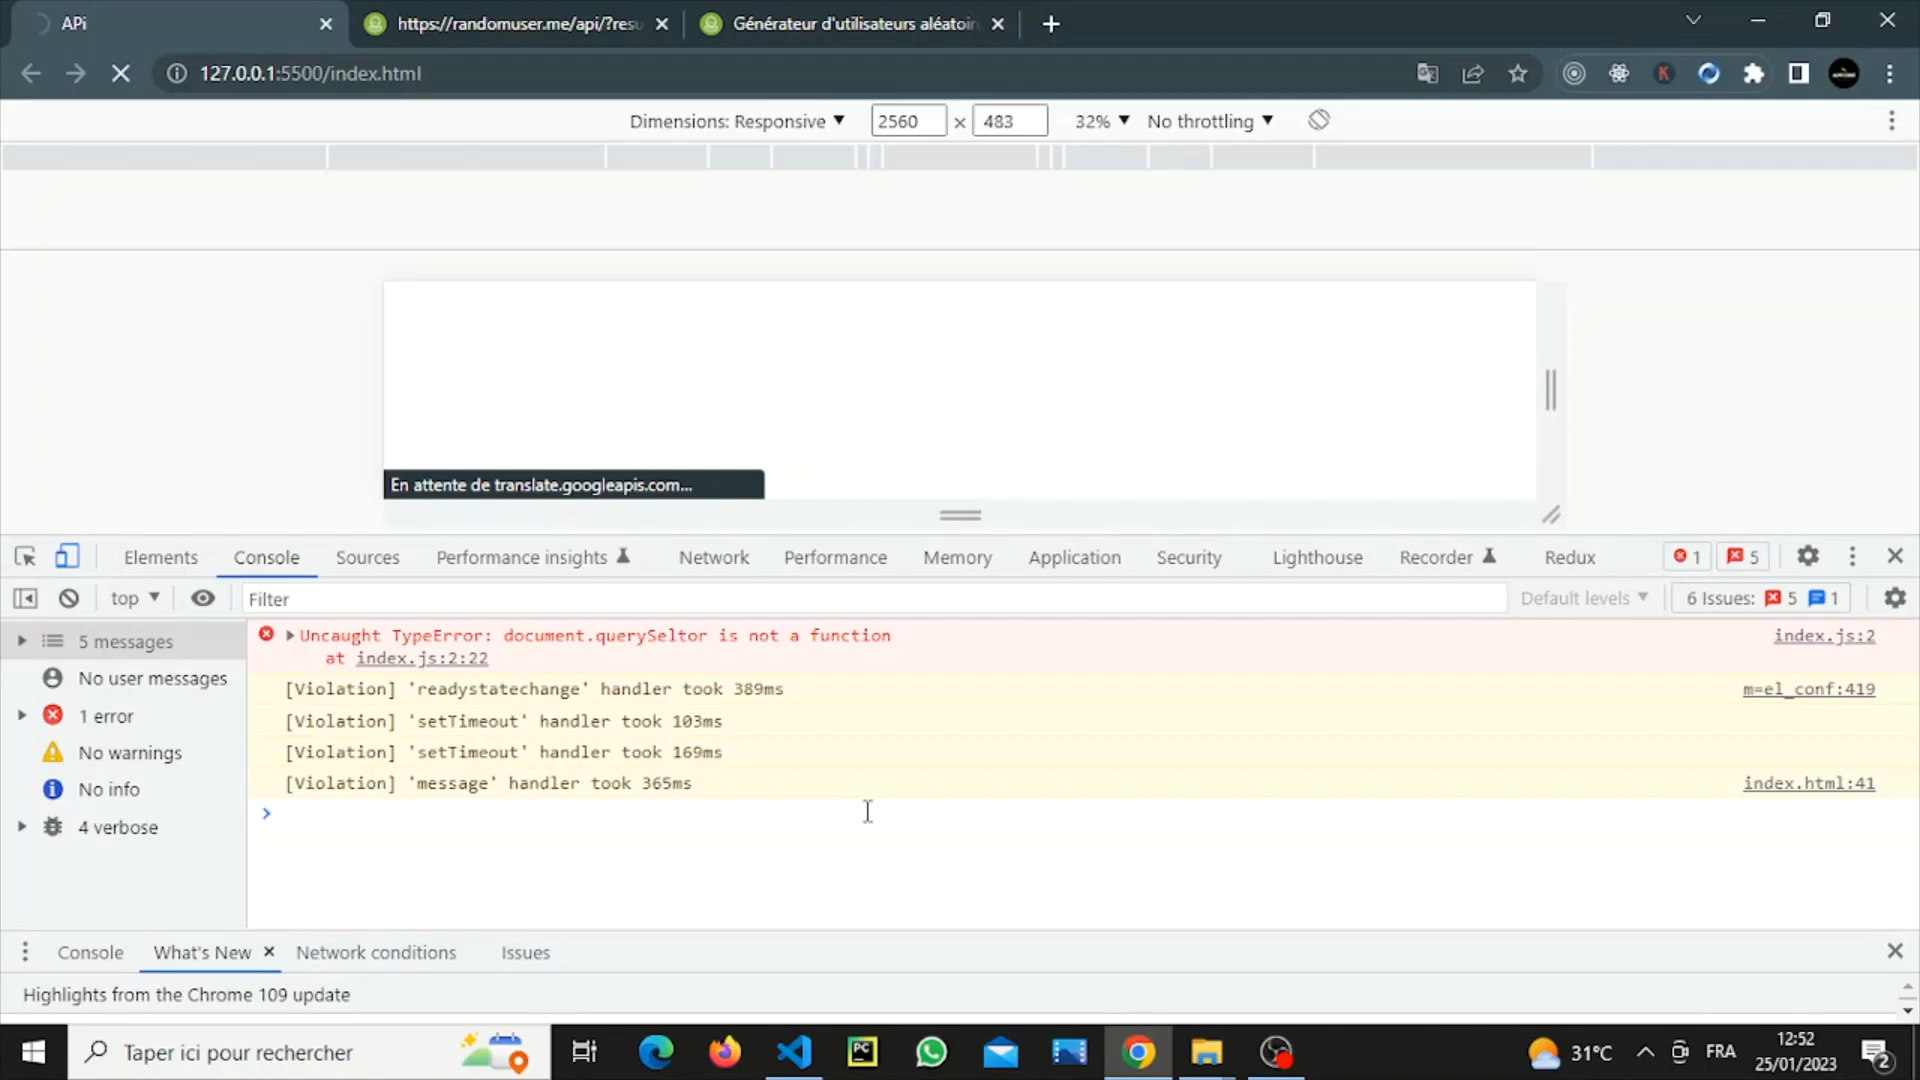 APi
https://randomuser.me/api/?resu
Générateur d'utilisateurs aléatoir
127.0.0.1:5500/index.html
Dimensions: Responsive
2560
×
483
32%
No throttling
En attente de translate.googleapis.com...
Elements
Console
Sources
Performance insights
Network
Performance
Memory
Application
Security
Lighthouse
Recorder
Redux
1
5
top
Filter
Default levels
6 Issues:
5
1
5 messages
No user messages
1 error
No warnings
No info
4 verbose
Uncaught TypeError: document.querySeltor is not a function
index.js:2
at index.js:2:22
[Violation] 'readystatechange' handler took 389ms
m=el_conf:419
[Violation] 'setTimeout' handler took 103ms
[Violation] 'setTimeout' handler took 169ms
[Violation] 'message' handler took 365ms
index.html:41
Console
What's New
Network conditions
Issues
Highlights from the Chrome 109 update
Taper ici pour rechercher
PC
31°C
FRA
12:52
25/01/2023
2